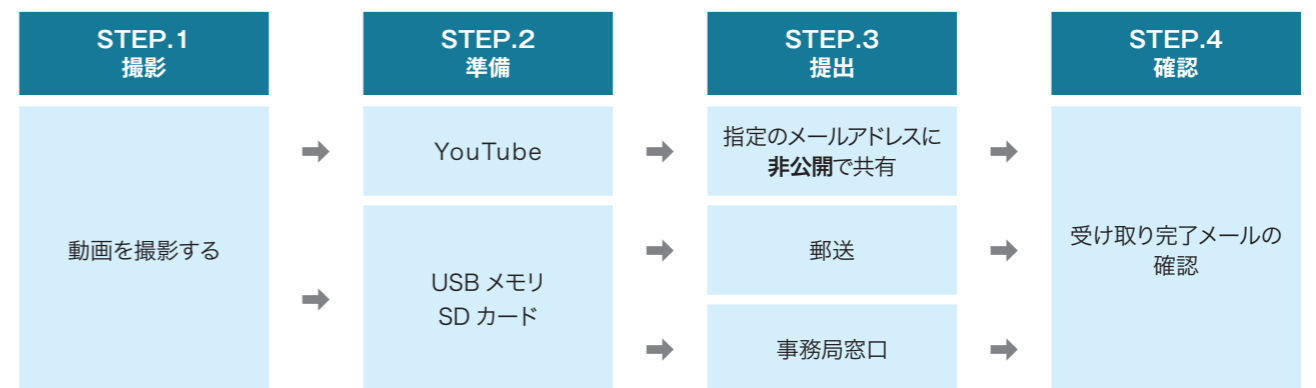 STEP.1
撮影
STEP.2
準備
STEP.3
提出
STEP.4
確認
動画を撮影する
YouTube
USB メモリ
SD カード
指定のメールアドレスに
非公開で共有
郵送
事務局窓口
受け取り完了メールの
確認